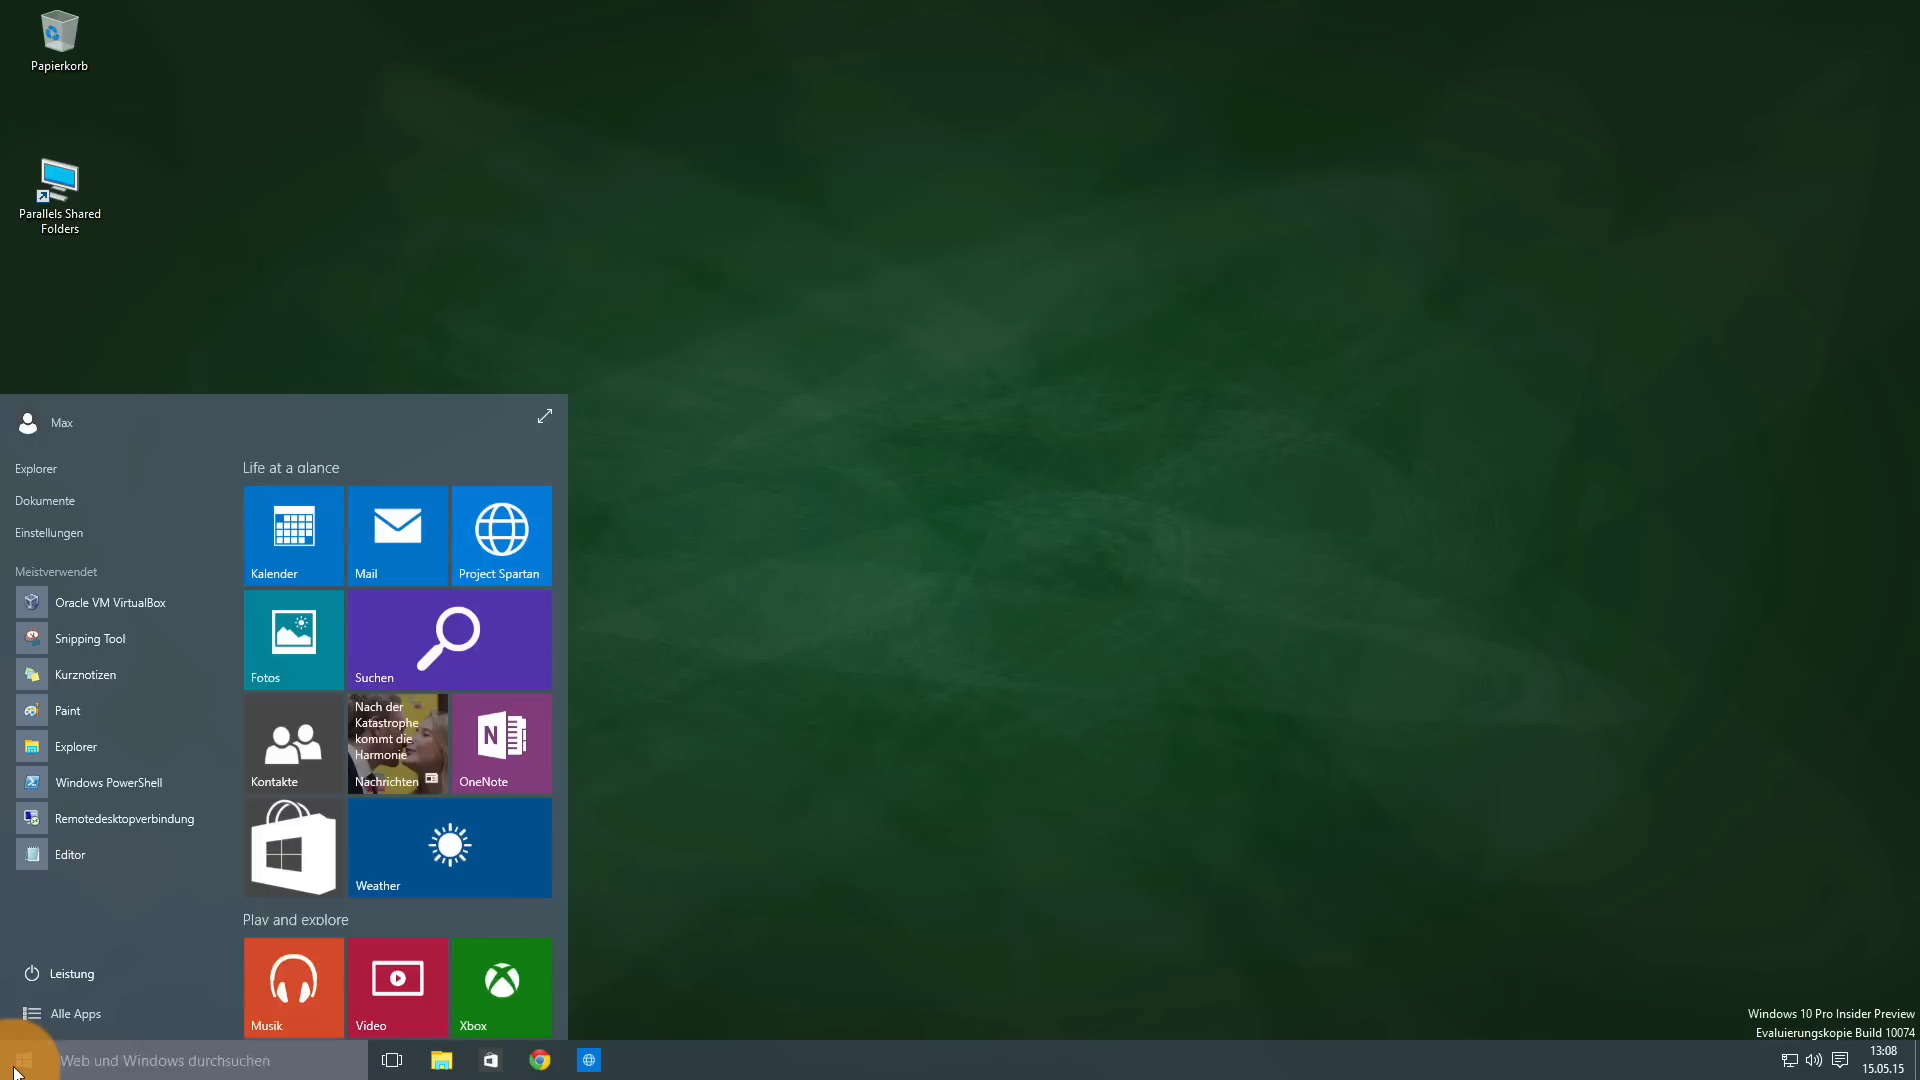 Papierkorb
Parallels Shared
Folders
Max
Explorer
Dokumente
Einstellungen
Meistverwendet
Oracle VM VirtualBox
Snipping Tool
Kurznotizen
Paint
Explorer
Windows PowerShell
Remotedesktopverbindung
Editor
Leistung
Alle Apps
Life at a glance
Kalender
Mail
Project Spartan
Fotos
Suchen
Kontakte
Nach der
Katastrophe
kommt die
Harmonie
Nachrichten
N
OneNote
Weather
Play and explore
Musik
Video
Xbox
Web und Windows durchsuchen
Windows 10 Pro Insider Preview
Evaluierungskopie Build 10074
13:08
15.05.15